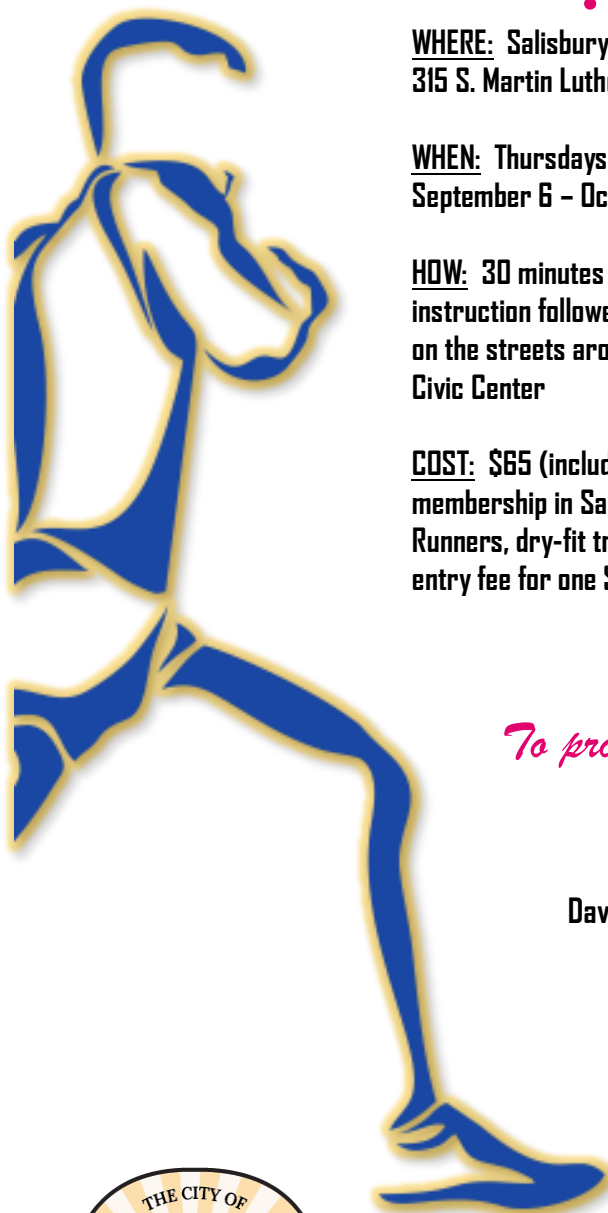 WHERE: Salisbury
315 S. Martin Luth
WHEN: Thursdays
September 6 – Oc
HOW: 30 minutes
instruction followe
on the streets aro
Civic Center
COST: $65 (includ
membership in Sa
Runners, dry-fit tr
entry fee for one S
To pro
Dav
THE CITY OF